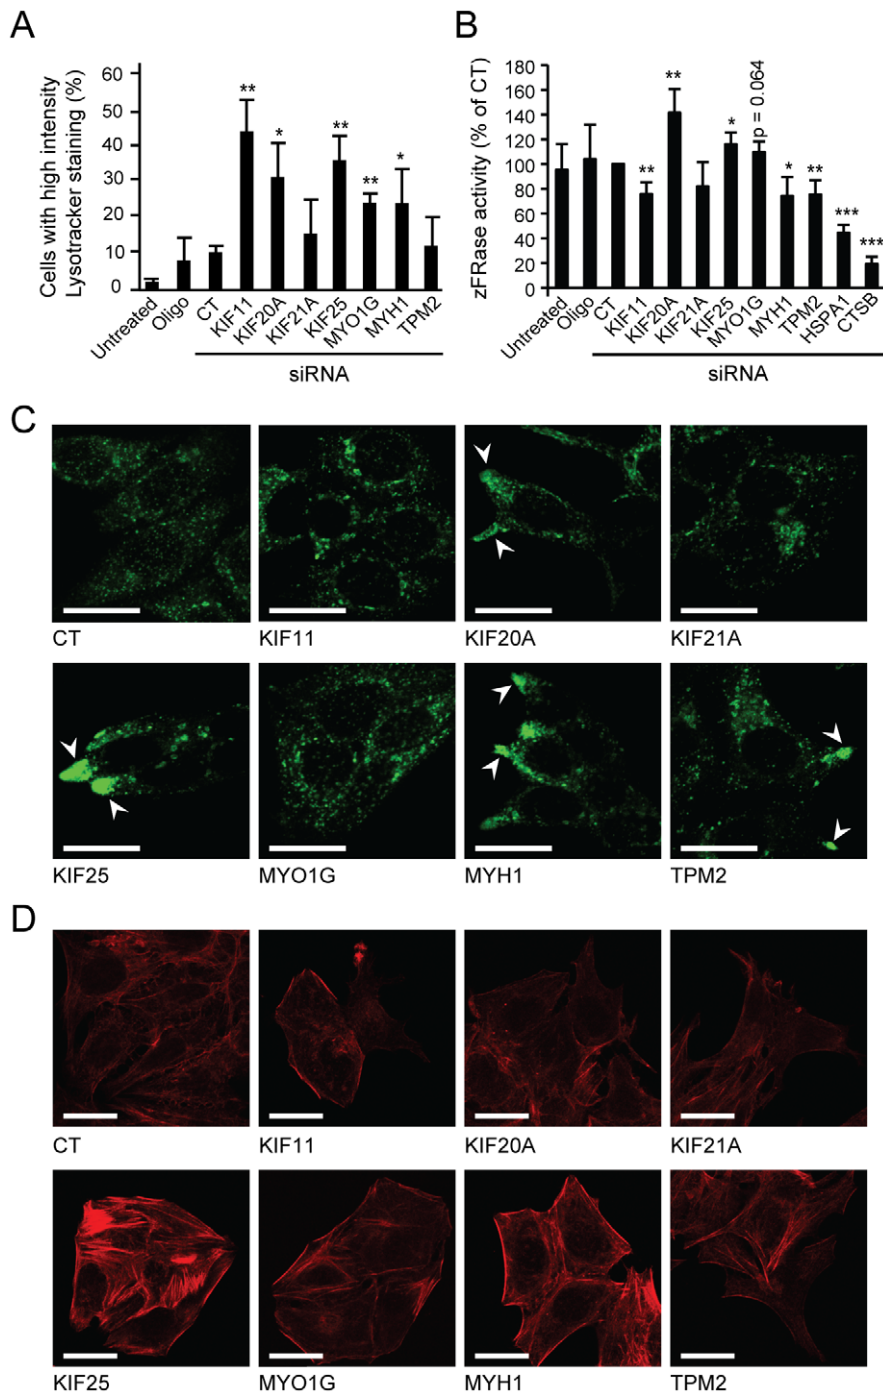 A
Cells with high intensity
Lysotracker staining (%)
60
50
40
30
20
10
0
**
*
**
**
*
Untreated
Oligo
CT
KIF11
KIF20A
KIF21A
KIF25
MYO1G
MYH1
TPM2
siRNA
B
zFRase activity (% of CT)
180
160
140
120
100
80
60
40
20
0
**
**
*
p = 0.064
*
**
***
***
Untreated
Oligo
CT
KIF11
KIF20A
KIF21A
KIF25
MYO1G
MYH1
TPM2
HSPA1
CTSB
siRNA
C
CT
KIF11
KIF20A
KIF21A
KIF25
MYO1G
MYH1
TPM2
D
CT
KIF11
KIF20A
KIF21A
KIF25
MYO1G
MYH1
TPM2